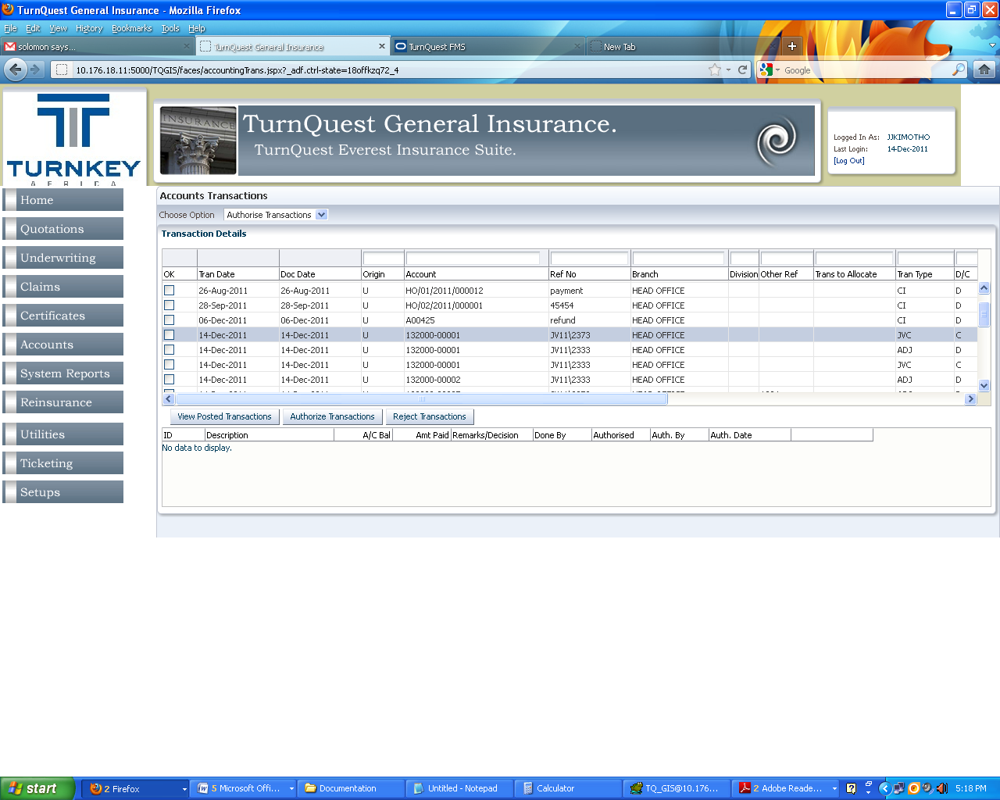 TurnQuest General Insurance - Mozilla Firefox
File Edit View History Bookmarks Tools Help
solomon says... TurnQuest General Insurance TurnQuest FMS New Tab
10.176.18.11:5000/TQGIS/faces/accountingTrans.jspx?_adf.ctrl-state=18offkzq72_4 Google
TURNKEY
AFRICA
INSURANCE
TurnQuest General Insurance.
TurnQuest Everest Insurance Suite.
Logged In As: JJKIMOTHO
Last Login: 14-Dec-2011
[Log Out]
Home
Quotations
Underwriting
Claims
Certificates
Accounts
System Reports
Reinsurance
Utilities
Ticketing
Setups
Accounts Transactions
Choose Option Authorise Transactions
Transaction Details
OK Tran Date Doc Date Origin Account Ref No Branch Division Other Ref Trans to Allocate Tran Type D/C
26-Aug-2011 26-Aug-2011 U HO/01/2011/000012 payment HEAD OFFICE CI D
28-Sep-2011 28-Sep-2011 U HO/02/2011/000001 45454 HEAD OFFICE CI D
06-Dec-2011 06-Dec-2011 U A00425 refund HEAD OFFICE CI D
14-Dec-2011 14-Dec-2011 U 132000-00001 JV11\2373 HEAD OFFICE JVC C
14-Dec-2011 14-Dec-2011 U 132000-00001 JV11\2333 HEAD OFFICE ADJ D
14-Dec-2011 14-Dec-2011 U 132000-00001 JV11\2333 HEAD OFFICE JVC C
14-Dec-2011 14-Dec-2011 U 132000-00002 JV11\2333 HEAD OFFICE ADJ D
View Posted Transactions Authorize Transactions Reject Transactions
ID Description A/C Bal Amt Paid Remarks/Decision Done By Authorised Auth. By Auth. Date
No data to display.
start 2 Firefox 5 Microsoft Offi... Documentation Untitled - Notepad Calculator TQ_GIS@10.176... 2 Adobe Reade... 5:18 PM